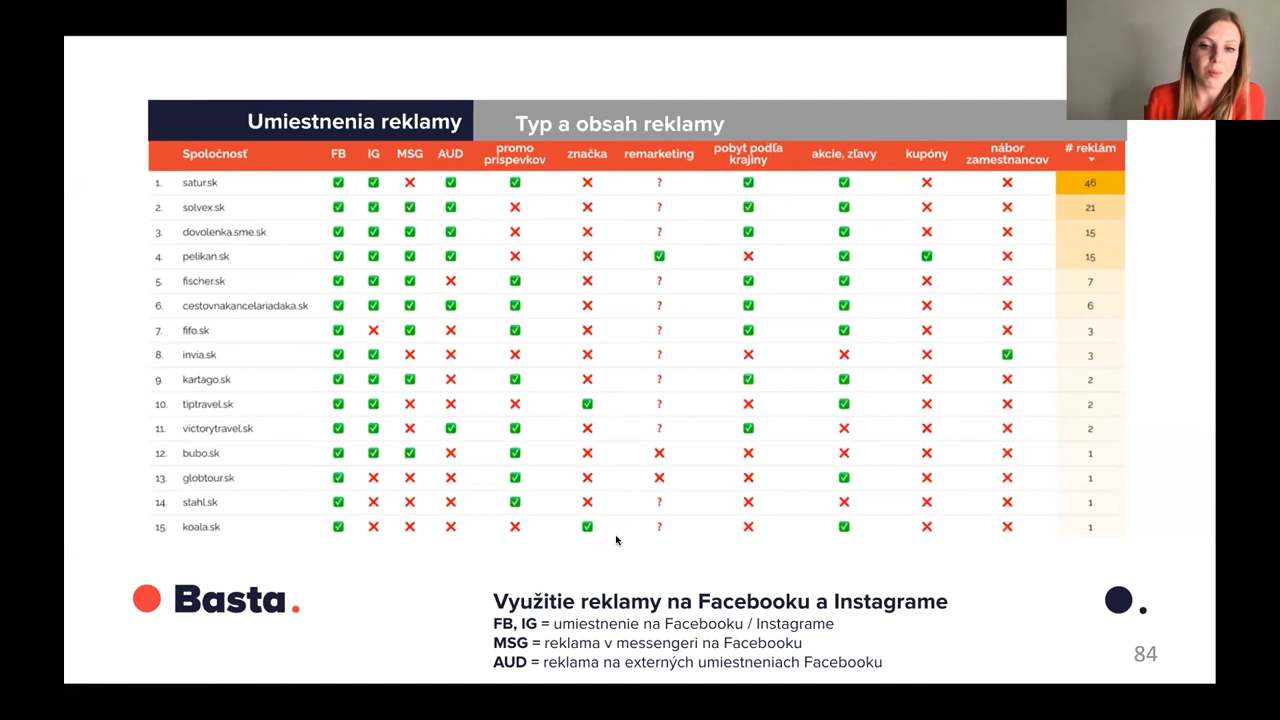 Umiestnenia reklamy Typ a obsah reklamy
Spoločnosť FB IG MSG AUD promo príspevkov značka remarketing pobyt podľa krajiny akcie, zľavy kupóny nábor zamestnancov # reklám
1. satur.sk ✅ ✅ ❌ ✅ ✅ ❌ ? ✅ ✅ ❌ ❌ 46
2. solvex.sk ✅ ✅ ✅ ✅ ❌ ❌ ? ✅ ✅ ❌ ❌ 21
3. dovolenka.sme.sk ✅ ✅ ✅ ✅ ❌ ❌ ? ✅ ✅ ❌ ❌ 15
4. pelikan.sk ✅ ✅ ✅ ✅ ❌ ❌ ✅ ❌ ✅ ✅ ❌ 15
5. fischer.sk ✅ ✅ ✅ ❌ ✅ ❌ ? ✅ ✅ ❌ ❌ 7
6. cestovnakancelariadaka.sk ✅ ✅ ✅ ✅ ✅ ❌ ? ✅ ✅ ❌ ❌ 6
7. fifo.sk ✅ ❌ ✅ ❌ ✅ ❌ ? ✅ ✅ ❌ ❌ 3
8. invia.sk ✅ ✅ ❌ ❌ ❌ ❌ ? ❌ ❌ ❌ ✅ 3
9. kartago.sk ✅ ✅ ✅ ❌ ✅ ❌ ? ✅ ✅ ❌ ❌ 2
10. tiptravel.sk ✅ ✅ ❌ ❌ ❌ ✅ ? ❌ ✅ ❌ ❌ 2
11. victorytravel.sk ✅ ✅ ❌ ✅ ✅ ❌ ? ✅ ❌ ❌ ❌ 2
12. bubo.sk ✅ ✅ ✅ ❌ ✅ ❌ ❌ ❌ ❌ ❌ ❌ 1
13. globtour.sk ✅ ❌ ❌ ❌ ✅ ❌ ❌ ❌ ✅ ❌ ❌ 1
14. stahl.sk ✅ ❌ ❌ ❌ ✅ ❌ ? ❌ ❌ ❌ ❌ 1
15. koala.sk ✅ ❌ ❌ ❌ ❌ ✅ ? ❌ ✅ ❌ ❌ 1
Basta.
Využitie reklamy na Facebooku a Instagrame
FB, IG = umiestnenie na Facebooku / Instagrame
MSG = reklama v messengeri na Facebooku
AUD = reklama na externých umiestneniach Facebooku
84